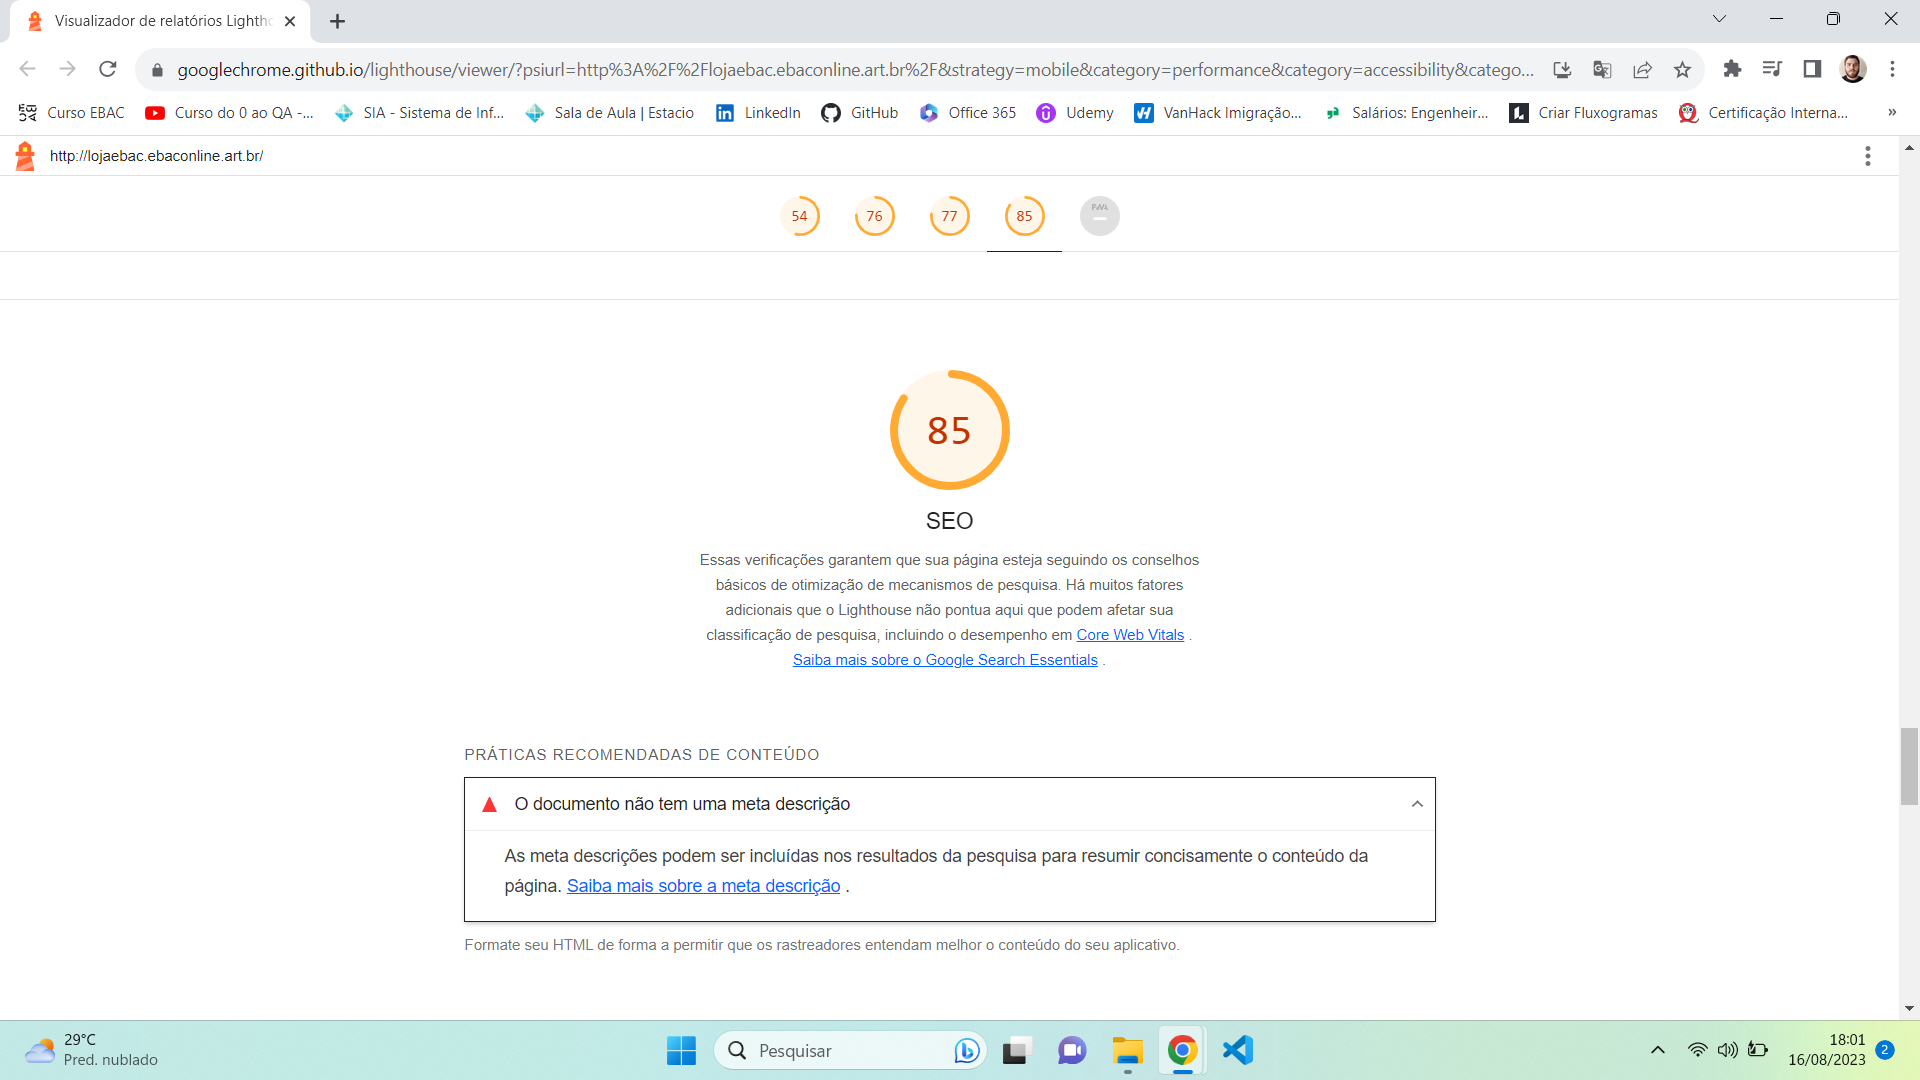 Visualizador de relatórios Lightho
googlechrome.github.io/lighthouse/viewer/?psiurl=http%3A%2F%2Flojaebac.ebaconline.art.br%2F&strategy=mobile&category=performance&category=accessibility&catego...
Curso EBAC
Curso do 0 ao QA -...
SIA - Sistema de Inf...
Sala de Aula | Estacio
LinkedIn
GitHub
Office 365
Udemy
VanHack Imigração...
Salários: Engenheir...
Criar Fluxogramas
Certificação Interna...
»
http://lojaebac.ebaconline.art.br/
54
76
77
85
PWA
85
SEO
Essas verificações garantem que sua página esteja seguindo os conselhos
básicos de otimização de mecanismos de pesquisa. Há muitos fatores
adicionais que o Lighthouse não pontua aqui que podem afetar sua
classificação de pesquisa, incluindo o desempenho em Core Web Vitals .
Saiba mais sobre o Google Search Essentials .
PRÁTICAS RECOMENDADAS DE CONTEÚDO
O documento não tem uma meta descrição
As meta descrições podem ser incluídas nos resultados da pesquisa para resumir concisamente o conteúdo da
página. Saiba mais sobre a meta descrição .
Formate seu HTML de forma a permitir que os rastreadores entendam melhor o conteúdo do seu aplicativo.
29°C
Pred. nublado
Pesquisar
18:01
16/08/2023
2